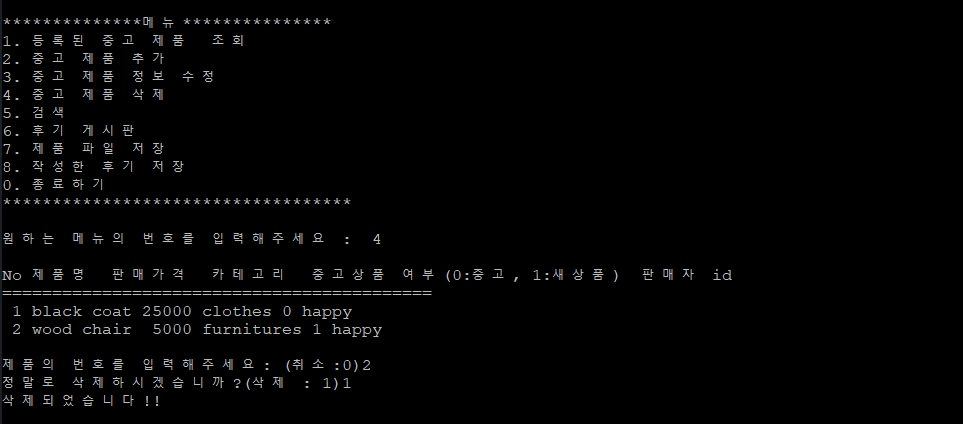 **************메뉴***************
1. 등록된 중고 제품  조회
2. 중고 제품 추가
3. 중고 제품 정보 수정
4. 중고 제품 삭제
5. 검색
6. 후기 게시판
7. 제품 파일 저장
8. 작성한 후기 저장
0. 종료하기
***********************************
원하는 메뉴의 번호를 입력해주세요 :  4
No 제품명  판매가격  카테고리  중고상품 여부(0:중고, 1:새상품)  판매자 id
===========================================
 1 black coat 25000 clothes 0 happy
 2 wood chair  5000 furnitures 1 happy
제품의 번호를 입력해주세요: (취소:0)2
정말로 삭제하시겠습니까?(삭제 : 1)1
삭제되었습니다!!